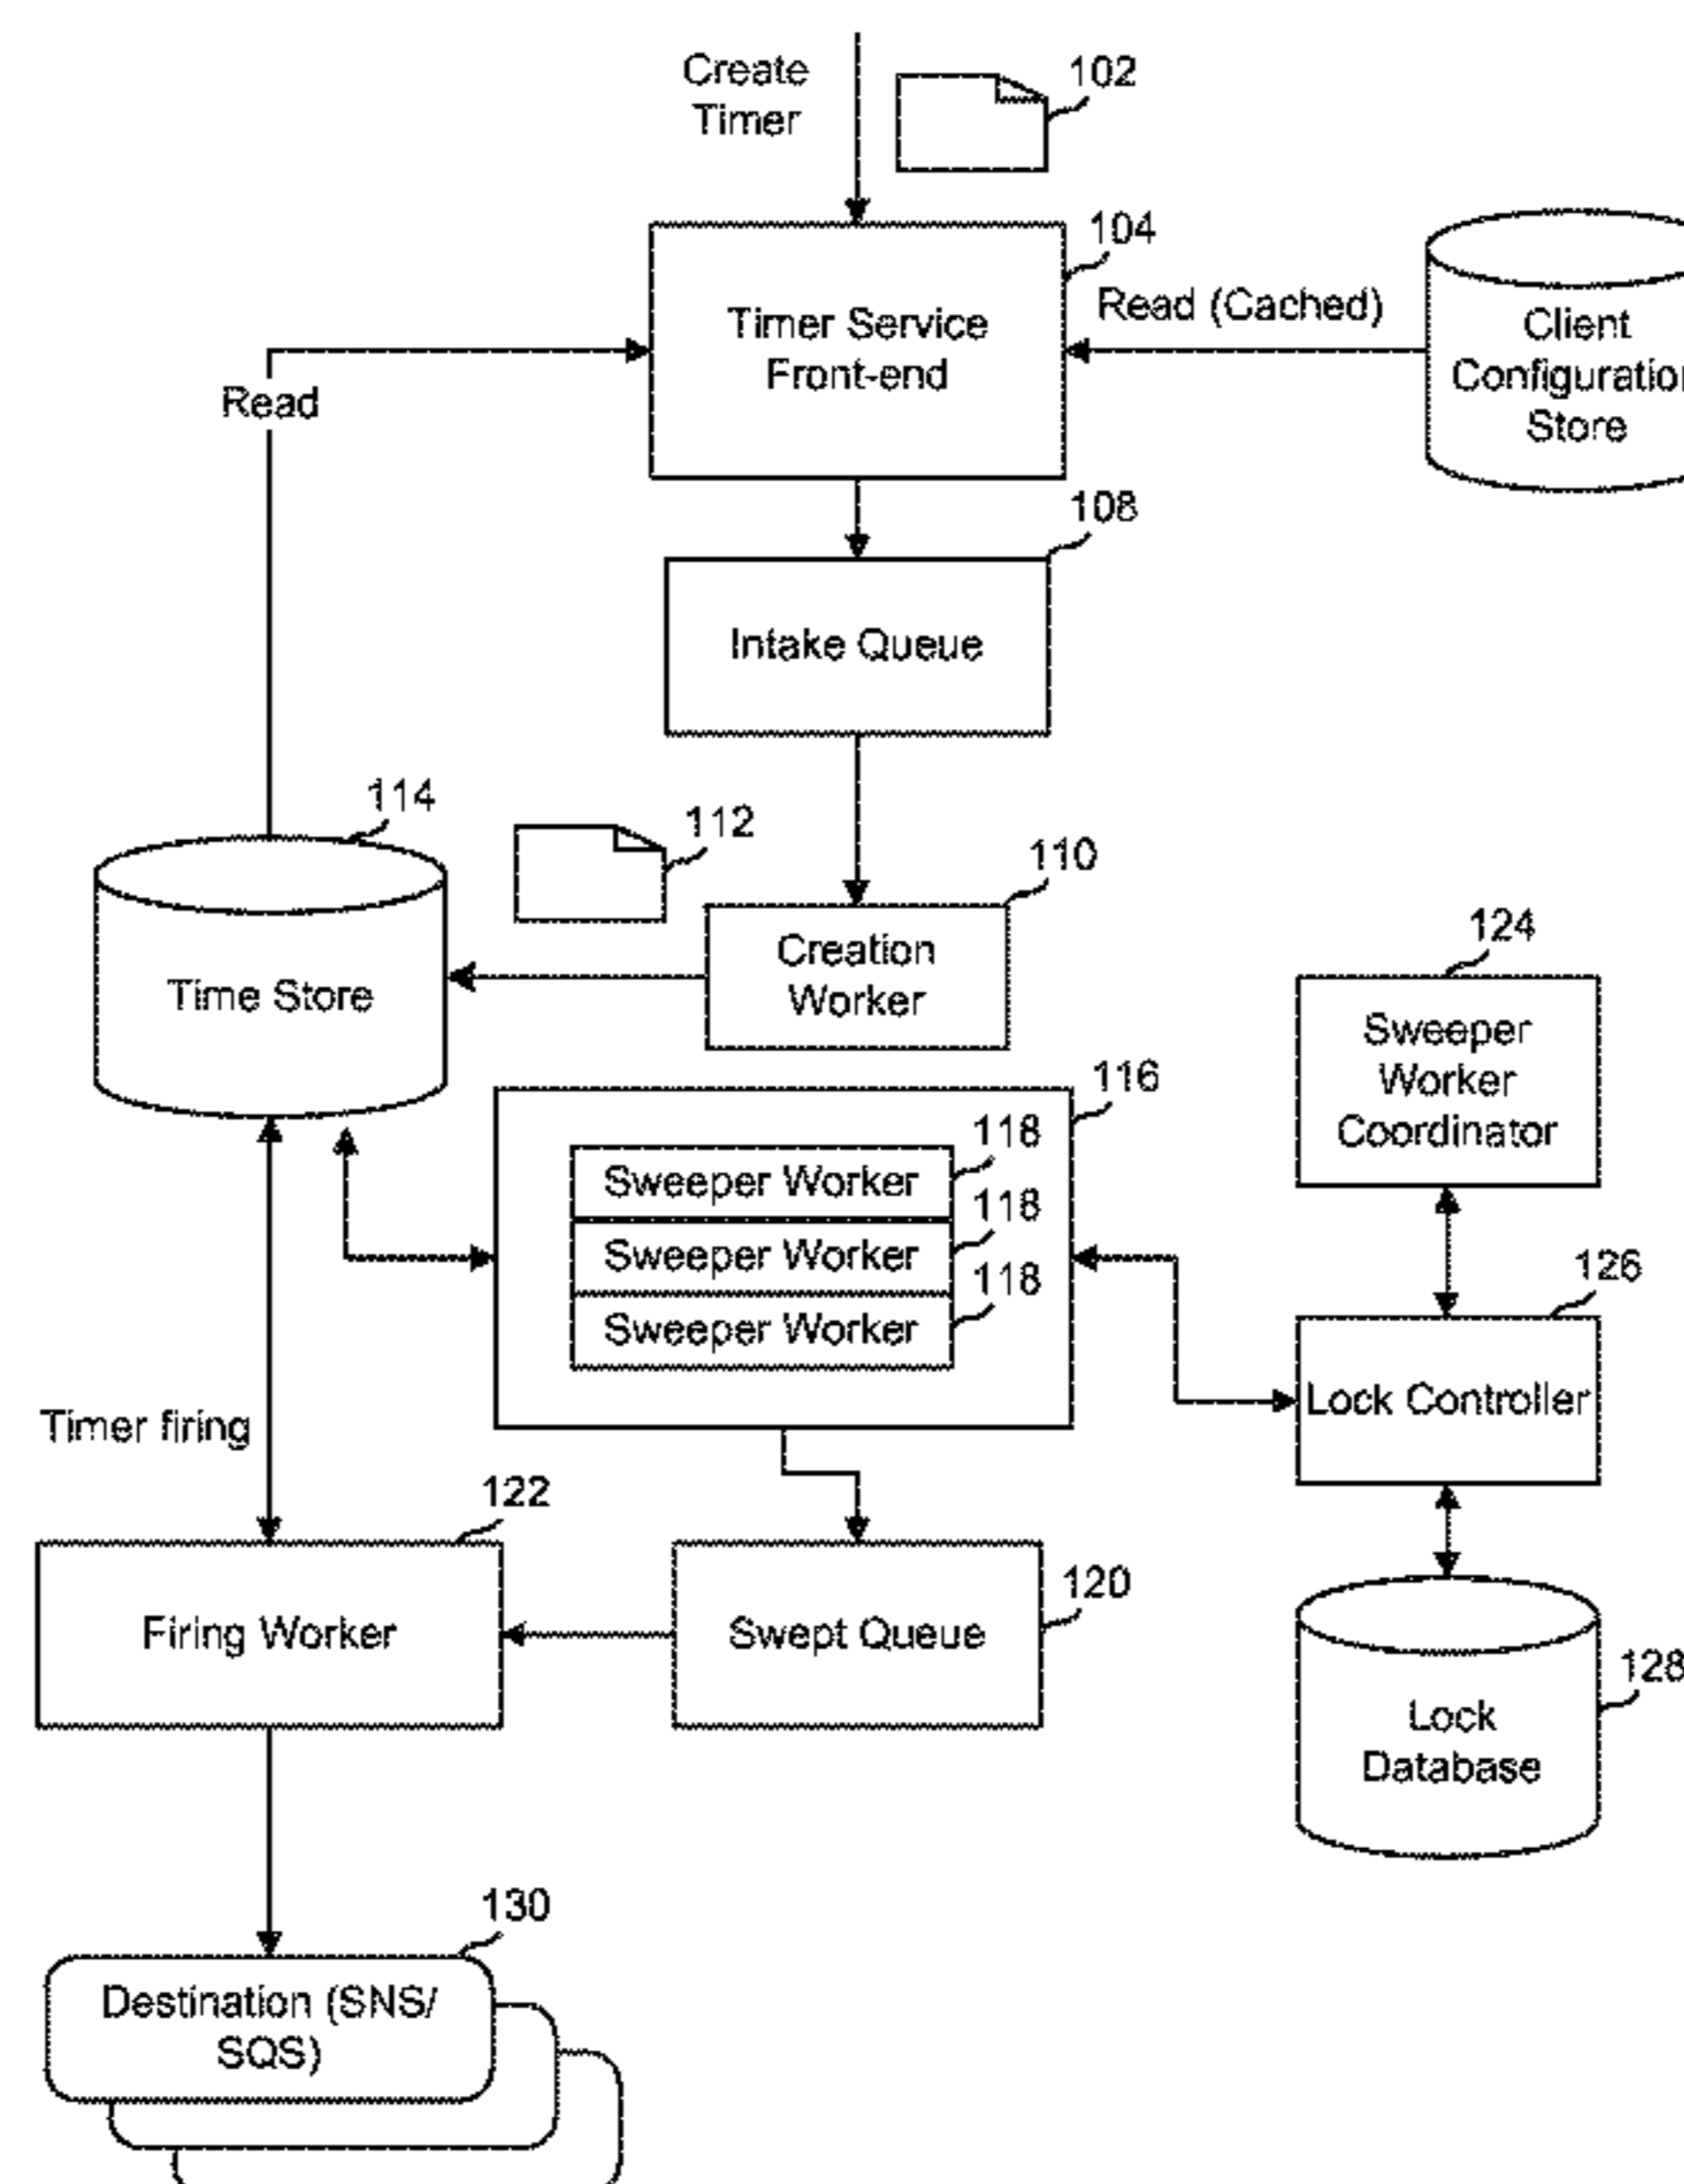 Create
Timer
102
104
Timer Service
Front-end
Read (Cached)
Client
Configuration
Store
Read
108
Intake Queue
114
112
110
Time Store
Creation
Worker
124
Sweeper
Worker
Coordinator
116
118
Sweeper Worker
118
Sweeper Worker
118
Sweeper Worker
126
Lock Controller
Timer firing
122
Firing Worker
120
Swept Queue
128
Lock
Database
130
Destination (SNS/
SQS)